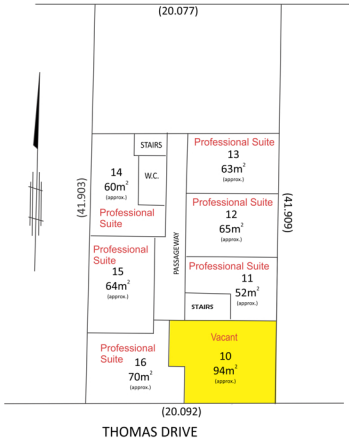 (20.077)
STAIRS
Professional Suite
13
63m²
(approx.)
14
60m²
(approx.)
Professional
Suite
W.C.
(41.903)
(41.909)
Professional Suite
12
65m²
(approx.)
PASSAGEWAY
Professional
Suite
15
64m²
(approx.)
Professional Suite
11
52m²
(approx.)
STAIRS
Professional
Suite
16
70m²
(approx.)
Vacant
10
94m²
(approx.)
(20.092)
THOMAS DRIVE